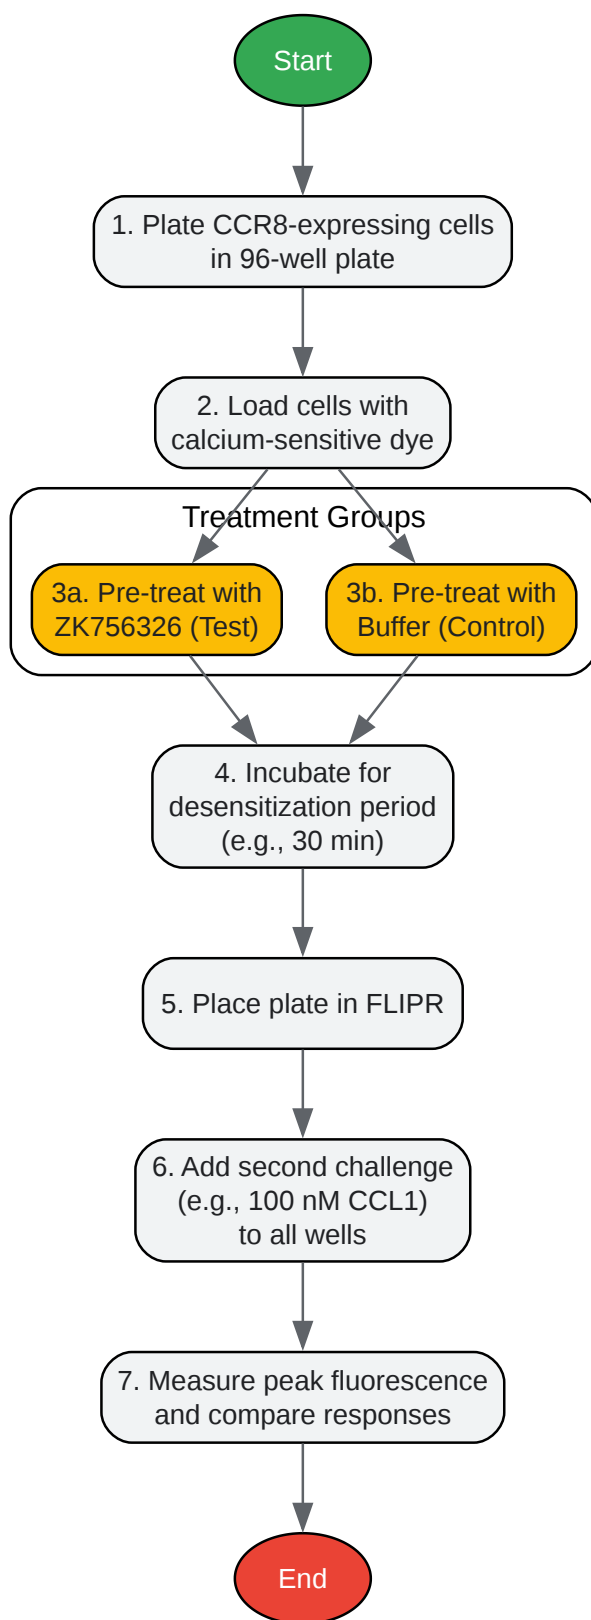 Start
1. Plate CCR8-expressing cells
in 96-well plate
2. Load cells with
calcium-sensitive dye
Treatment Groups
3a. Pre-treat with
ZK756326 (Test)
3b. Pre-treat with
Buffer (Control)
4. Incubate for
desensitization period
(e.g., 30 min)
5. Place plate in FLIPR
6. Add second challenge
(e.g., 100 nM CCL1)
to all wells
7. Measure peak fluorescence
and compare responses
End